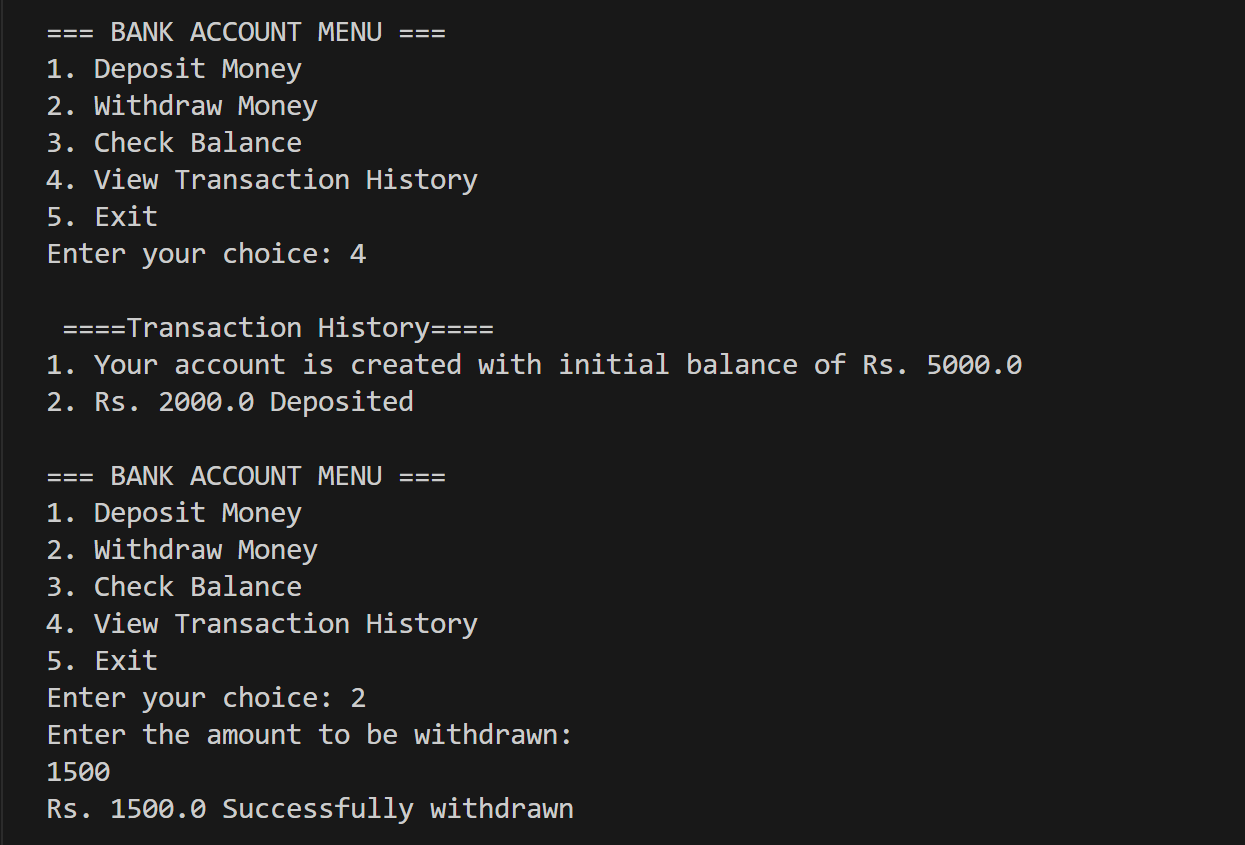 === BANK ACCOUNT MENU ===
1. Deposit Money
2. Withdraw Money
3. Check Balance
4. View Transaction History
5. Exit
Enter your choice: 4
====Transaction History====
1. Your account is created with initial balance of Rs. 5000.0
2. Rs. 2000.0 Deposited
=== BANK ACCOUNT MENU ===
1. Deposit Money
2. Withdraw Money
3. Check Balance
4. View Transaction History
5. Exit
Enter your choice: 2
Enter the amount to be withdrawn:
1500
Rs. 1500.0 Successfully withdrawn